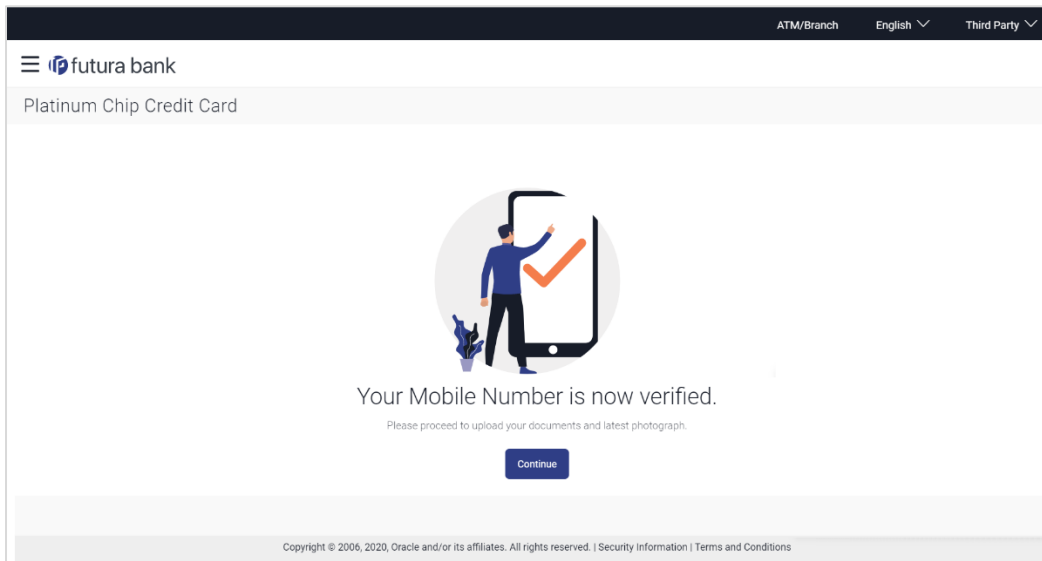 ATM/Branch English Third Party
futura bank
Platinum Chip Credit Card
Your Mobile Number is now verified.
Please proceed to upload your documents and latest photograph.
Continue
Copyright © 2006, 2020, Oracle and/or its affiliates. All rights reserved. | Security Information | Terms and Conditions